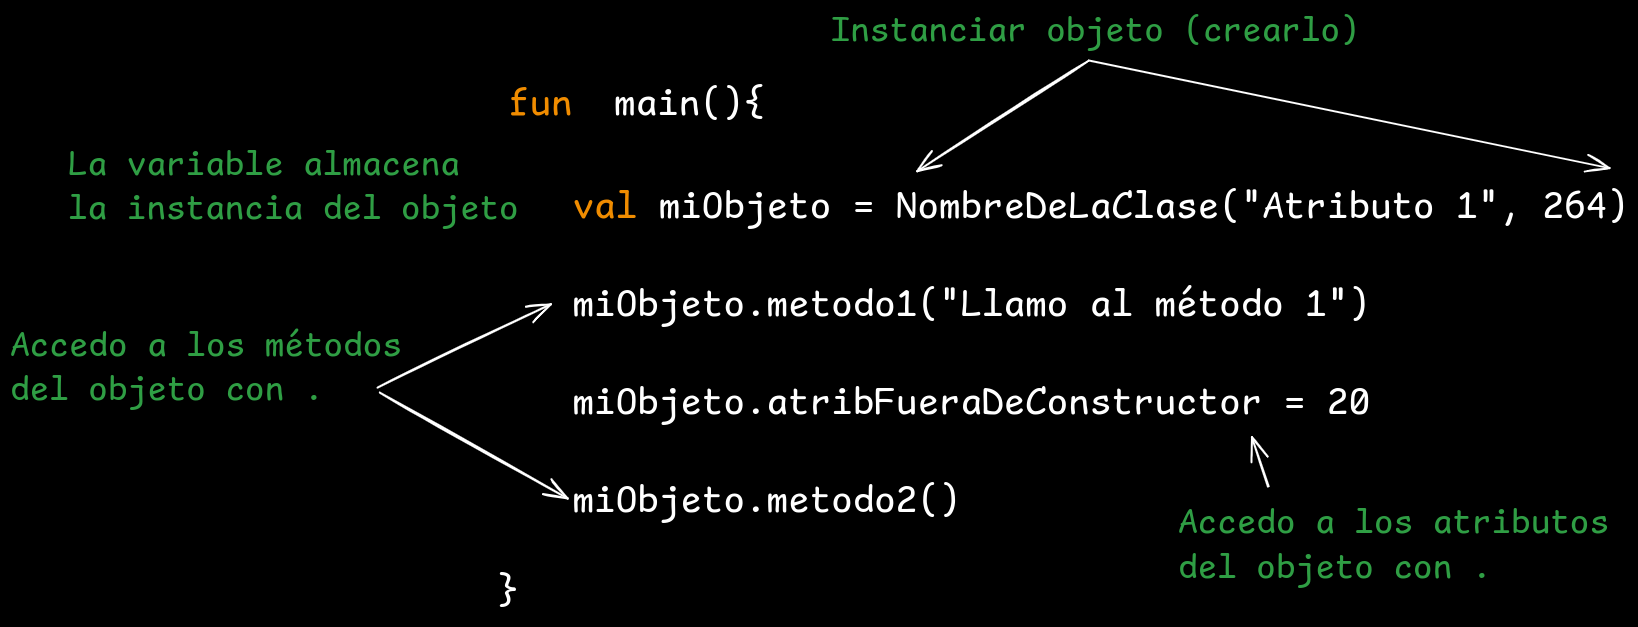 Instanciar objeto (crearlo)
fun main(){
La variable almacena
la instancia del objeto
val miObjeto = NombreDeLaClase("Atributo 1", 264)
miObjeto.metodo1("Llamo al método 1")
Accedo a los métodos
del objeto con .
miObjeto.atribFueraDeConstructor = 20
miObjeto.metodo2()
Accedo a los atributos
del objeto con .
}